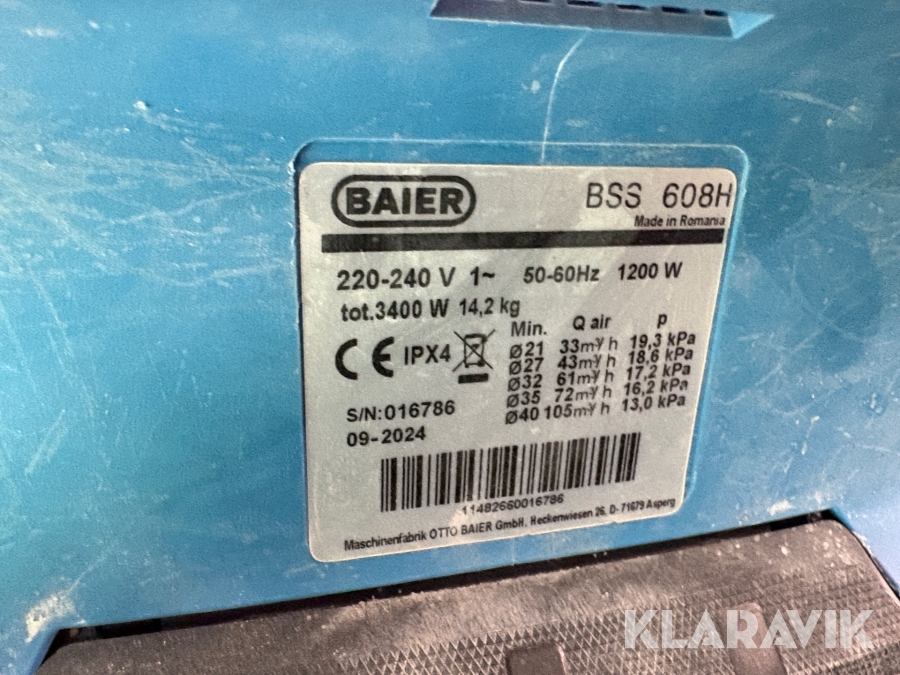 BAIER
BSS 608H
Made in Romania
220-240 V 1~ 50-60Hz 1200 W
tot.3400 W 14,2 kg
CE IPX4
Min. Q air p
Ø21 33m³/h 19,3 kPa
Ø27 43m³/h 18,6 kPa
Ø32 61m³/h 17,2 kPa
Ø35 72m³/h 16,2 kPa
Ø40 105m³/h 13,0 kPa
S/N:016786
09-2024
11482660016786
Maschinenfabrik OTTO BAIER GmbH, Heckenwiesen 26, D- 71679 Asperg
KLARAVIK